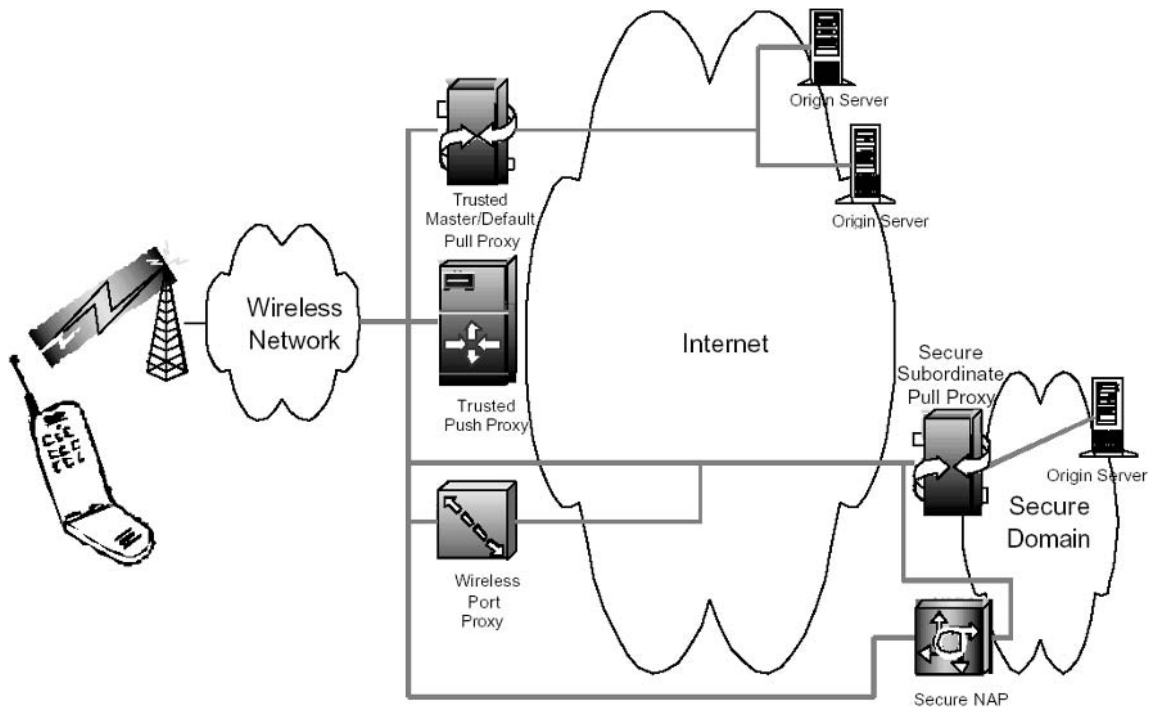 Origin Server
Origin Server
Trusted
Master/Default
Pull Proxy
Wireless
Network
Internet
Trusted
Push Proxy
Secure
Subordinate
Pull Proxy
Origin Server
Secure
Domain
Wireless
Port
Proxy
Secure NAP